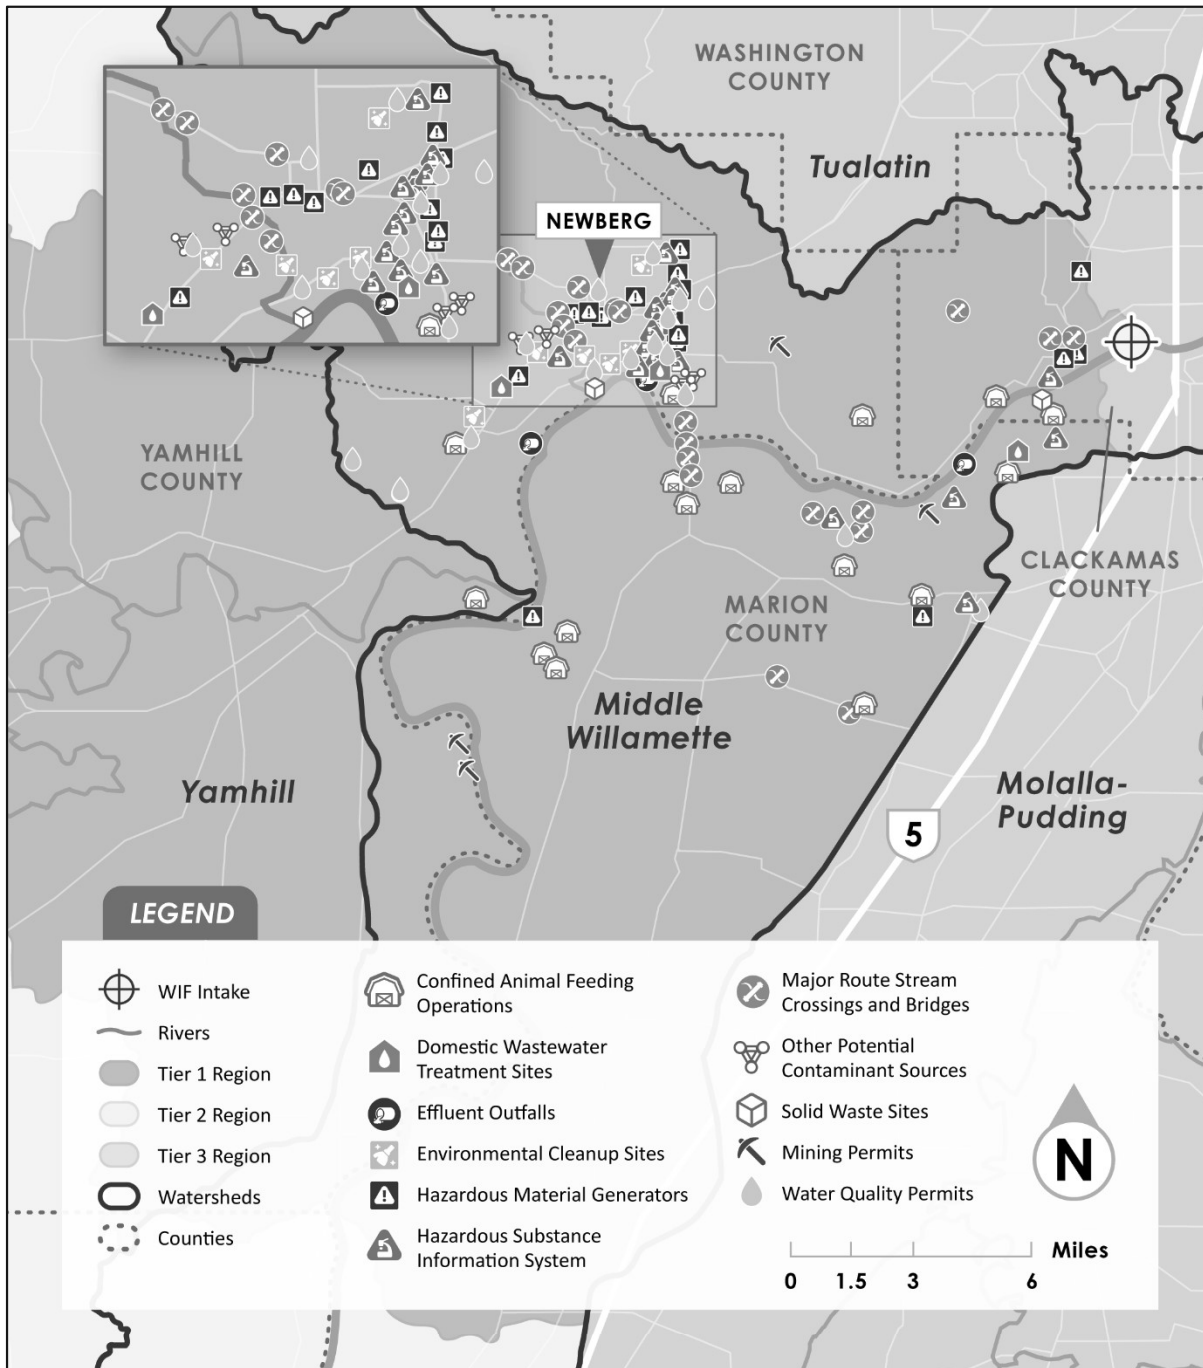 WASHINGTON
COUNTY
Tualatin
NEWBERG
YAMHILL
COUNTY
CLACKAMAS
COUNTY
MARION
COUNTY
Middle
Willamette
Yamhill
Molalla-
Pudding
5
LEGEND
WIF Intake
Rivers
Tier 1 Region
Tier 2 Region
Tier 3 Region
Watersheds
Counties
Confined Animal Feeding
Operations
Domestic Wastewater
Treatment Sites
Effluent Outfalls
Environmental Cleanup Sites
Hazardous Material Generators
Hazardous Substance
Information System
Major Route Stream
Crossings and Bridges
Other Potential
Contaminant Sources
Solid Waste Sites
Mining Permits
Water Quality Permits
N
Miles
0 1.5 3 6